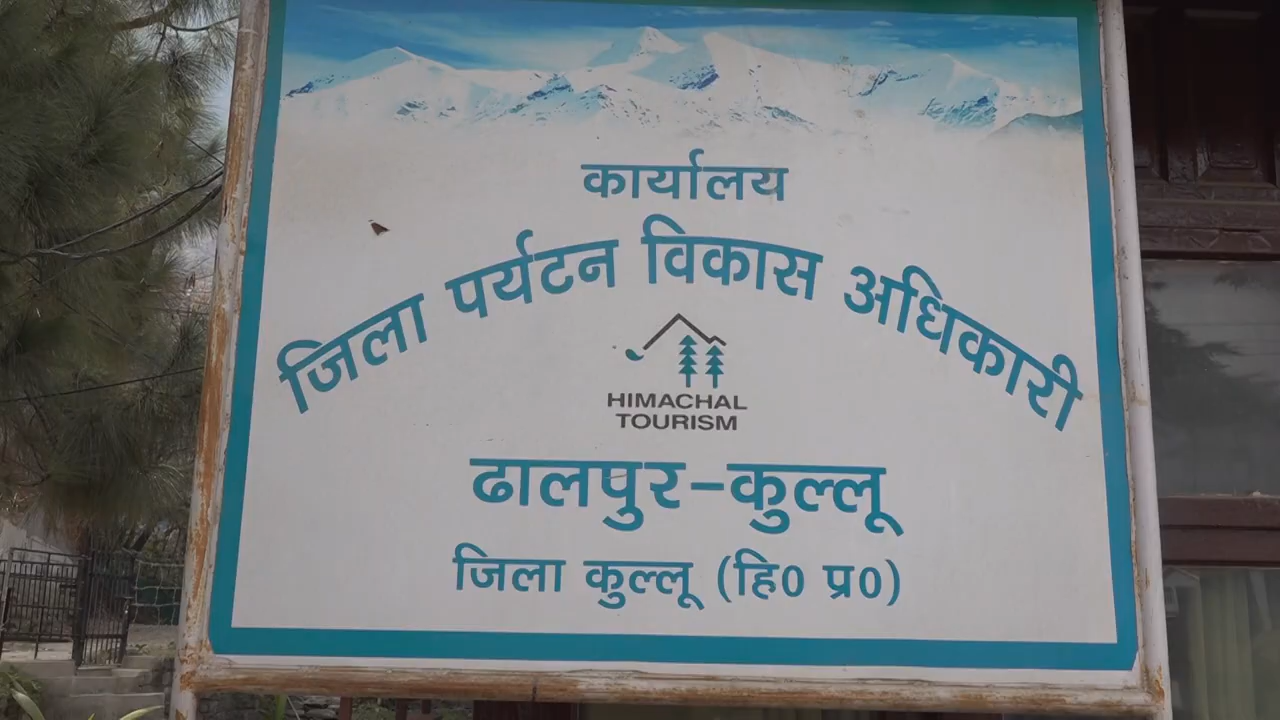 कार्यालय
जिला पर्यटन विकास अधिकारी
HIMACHAL
TOURISM
ढालपुर-कुल्लू
जिला कुल्लू (हि0 प्र0)